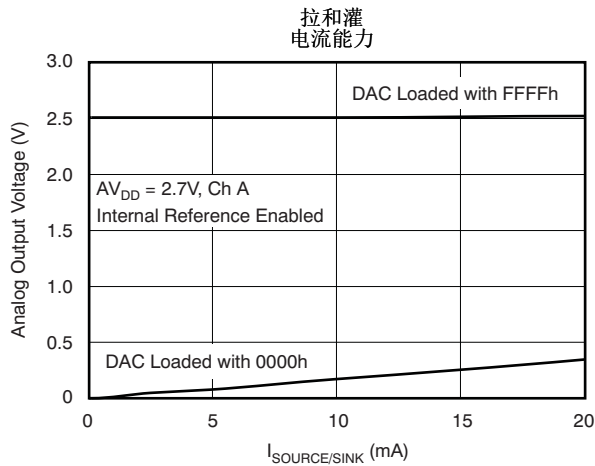 拉和灌
电流能力
3.0
2.5
2.0
1.5
1.0
0.5
0
Analog Output Voltage (V)
DAC Loaded with FFFFh
AVDD = 2.7V, Ch A
Internal Reference Enabled
DAC Loaded with 0000h
0 5 10 15 20
ISOURCE/SINK (mA)